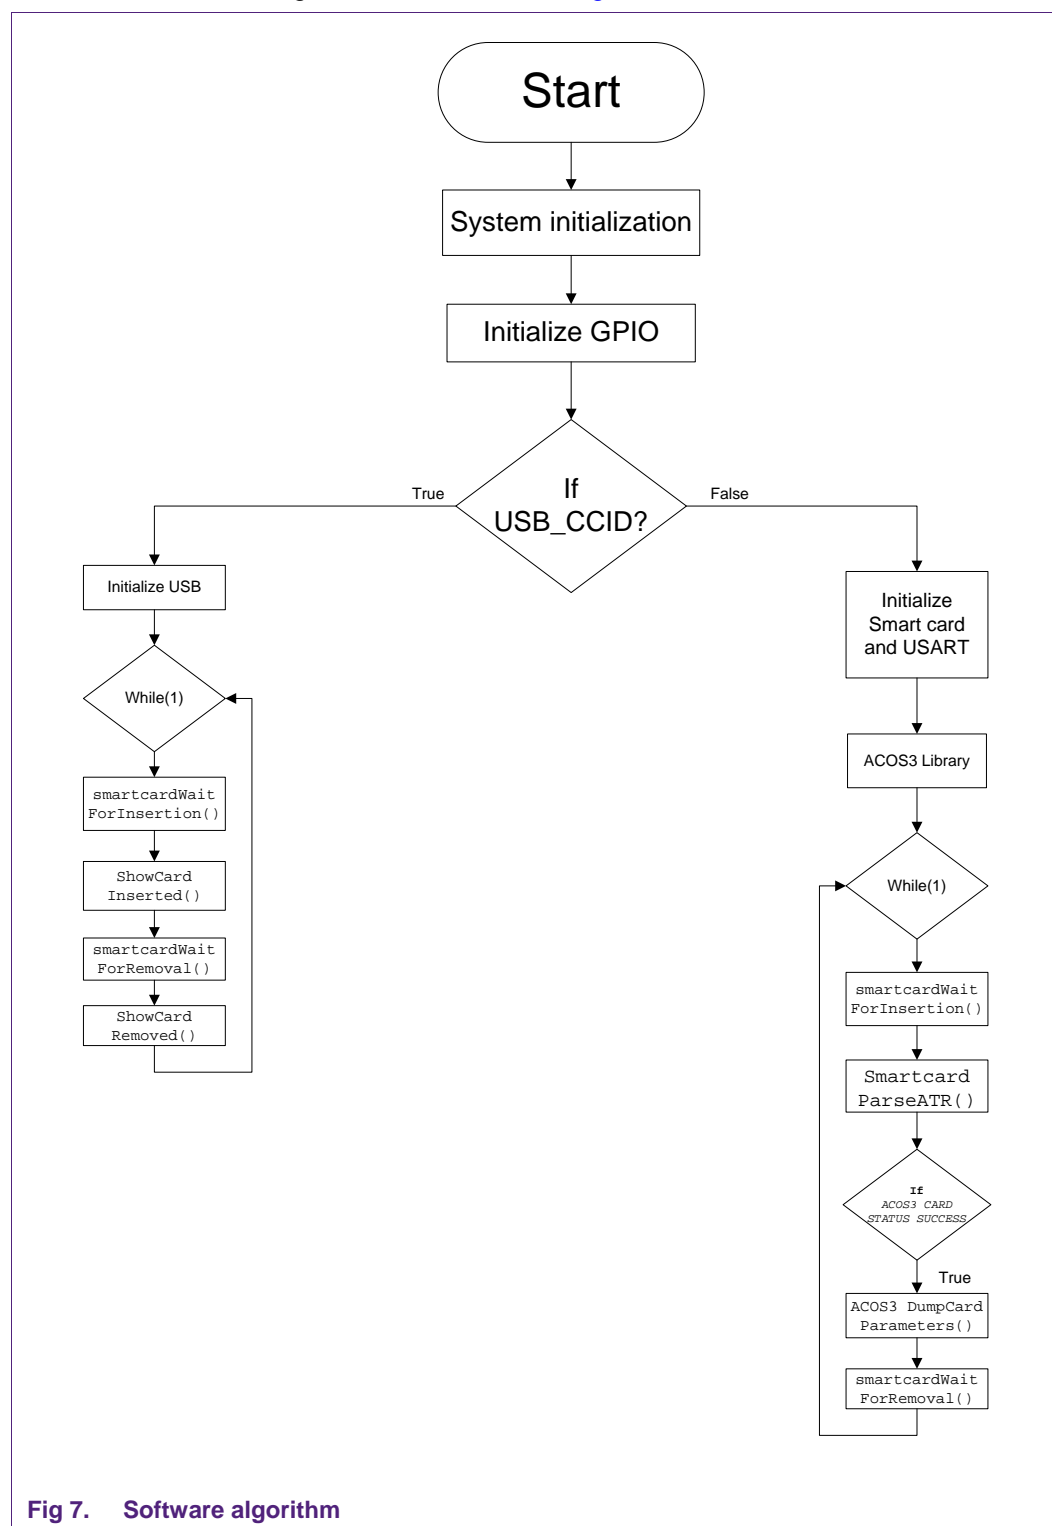 Start
System initialization
Initialize GPIO
If
USB_CCID?
True
False
Initialize USB
While(1)
smartcardWait
ForInsertion()
ShowCard
Inserted()
smartcardWait
ForRemoval()
ShowCard
Removed()
Initialize
Smart card
and USART
ACOS3 Library
While(1)
smartcardWait
ForInsertion()
Smartcard
ParseATR()
If
ACOS3 CARD
STATUS SUCCESS
True
ACOS3 DumpCard
Parameters()
smartcardWait
ForRemoval()
Fig 7. Software algorithm